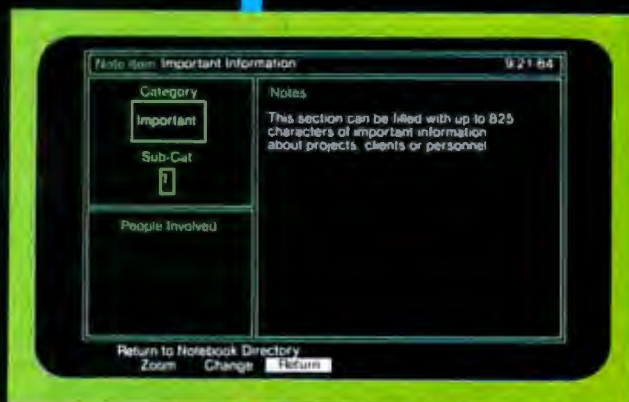 Note item: Important Information 9-21-84
Category
Important
Sub-Cat
1
People Involved
Notes
This section can be filled with up to 825
characters of important information
about projects, clients or personnel
Return to Notebook Directory
Zoom Change Return